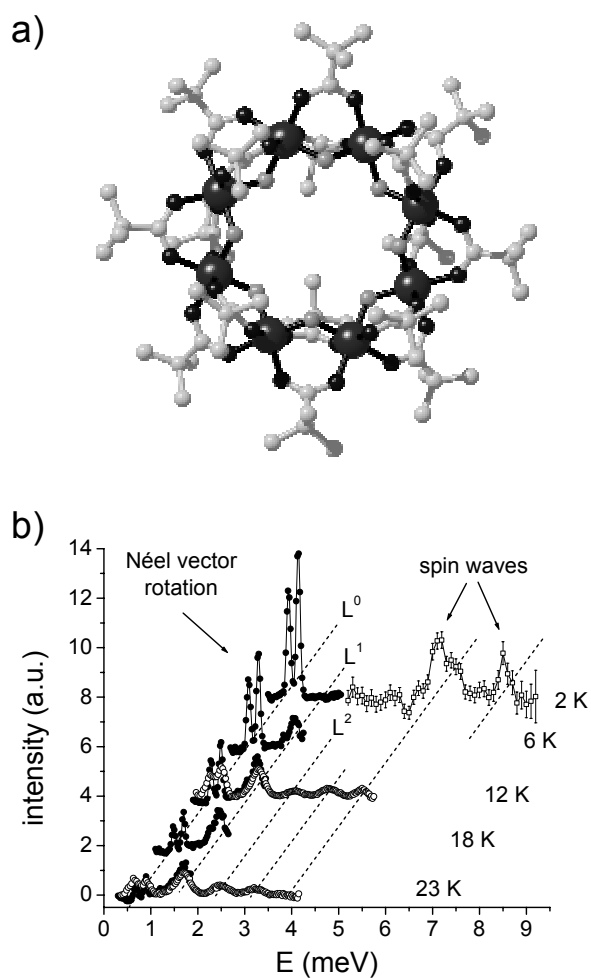 a)
b)
Néel vector
rotation
spin waves
L⁰
L¹
L²
2 K
6 K
12 K
18 K
23 K
14
12
10
8
6
4
2
0
intensity (a.u.)
0 1 2 3 4 5 6 7 8 9
E (meV)